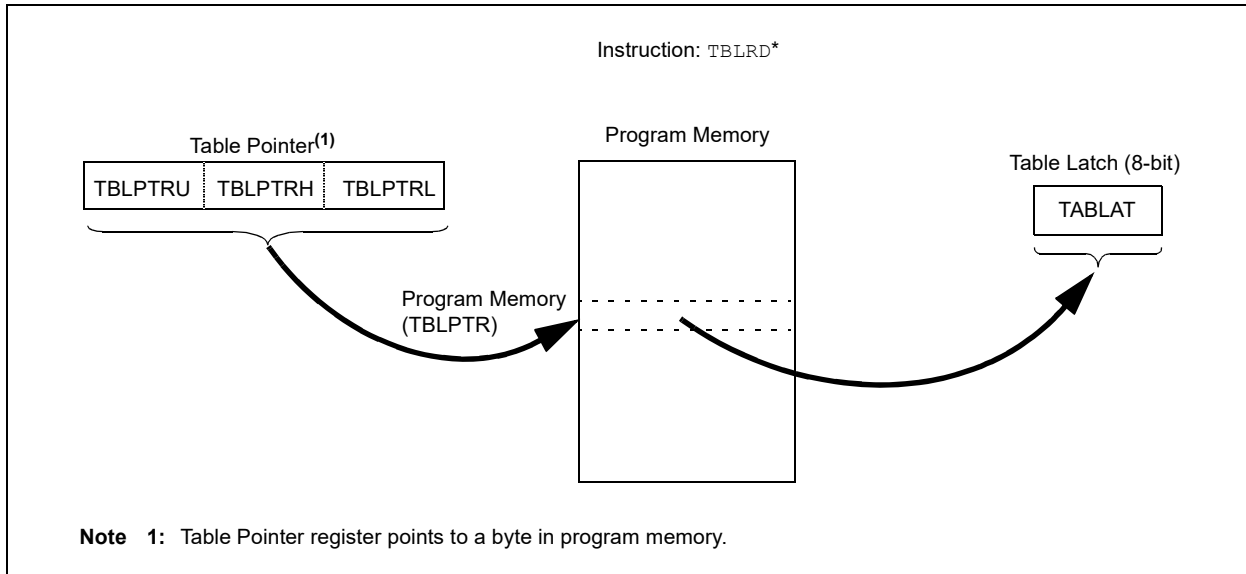 Instruction: TBLRD*
Table Pointer(1)
TBLPTRU TBLPTRH TBLPTRL
Program Memory
Table Latch (8-bit)
TABLAT
Program Memory
(TBLPTR)
Note 1: Table Pointer register points to a byte in program memory.